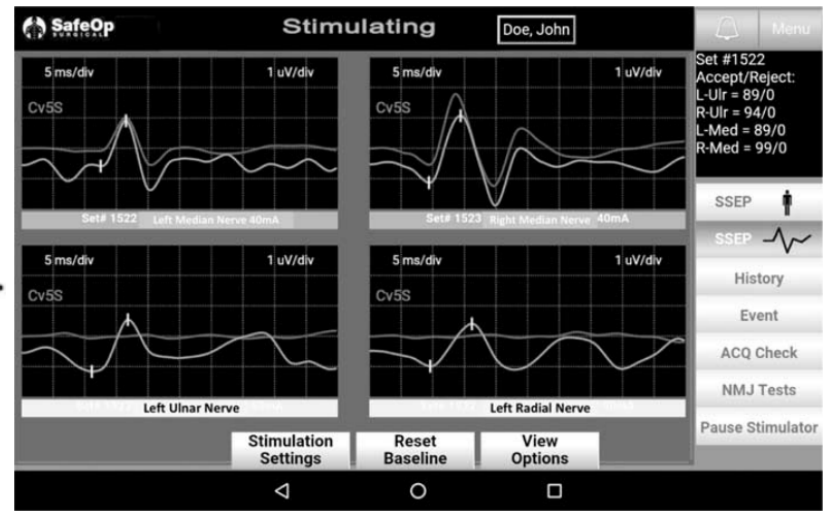 SafeOp
SURGICAL
Stimulating
Doe, John
Menu
Set #1522
Accept/Reject:
L-Ulr = 89/0
R-Ulr = 94/0
L-Med = 89/0
R-Med = 99/0
5 ms/div
1 uV/div
Cv5S
Set# 1522 Left Median Nerve 40mA
5 ms/div
1 uV/div
Cv5S
Set# 1523 Right Median Nerve 40mA
5 ms/div
1 uV/div
Cv5S
Left Ulnar Nerve
5 ms/div
1 uV/div
Cv5S
Left Radial Nerve
SSEP
SSEP
History
Event
ACQ Check
NMJ Tests
Pause Stimulator
Stimulation
Settings
Reset
Baseline
View
Options